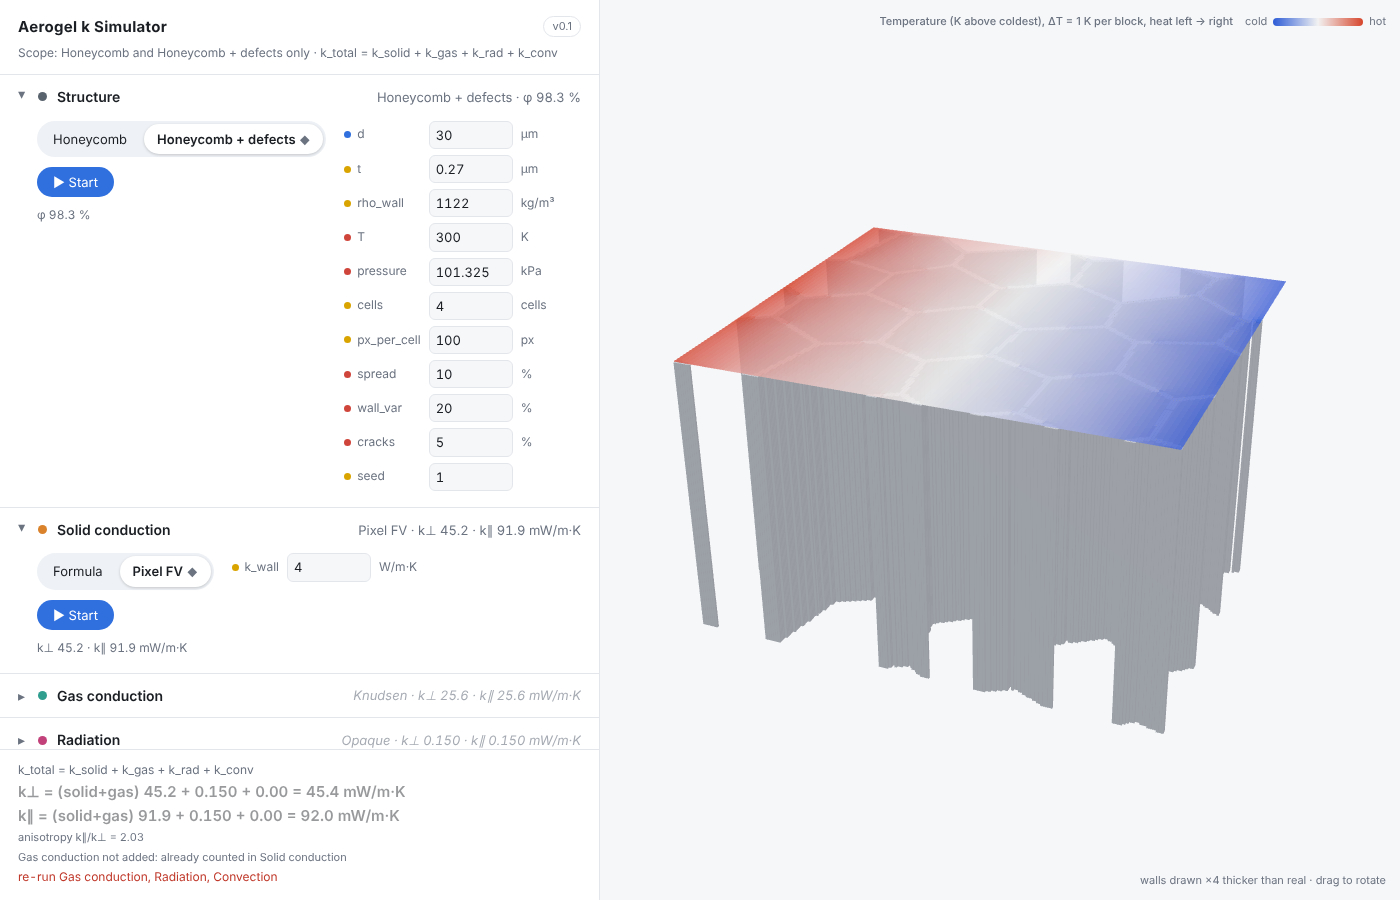 Aerogel k Simulator
v0.1
Scope: Honeycomb and Honeycomb + defects only · k_total = k_solid + k_gas + k_rad + k_conv
▼ Structure Honeycomb + defects · φ 98.3 %
Honeycomb Honeycomb + defects ◆
▶ Start
φ 98.3 %
d 30 µm
t 0.27 µm
rho_wall 1122 kg/m³
T 300 K
pressure 101.325 kPa
cells 4 cells
px_per_cell 100 px
spread 10 %
wall_var 20 %
cracks 5 %
seed 1
▼ Solid conduction Pixel FV · k⊥ 45.2 · k∥ 91.9 mW/m·K
Formula Pixel FV ◆ k_wall 4 W/m·K
▶ Start
k⊥ 45.2 · k∥ 91.9 mW/m·K
▸ Gas conduction Knudsen · k⊥ 25.6 · k∥ 25.6 mW/m·K
▸ Radiation Opaque · k⊥ 0.150 · k∥ 0.150 mW/m·K
k_total = k_solid + k_gas + k_rad + k_conv
k⊥ = (solid+gas) 45.2 + 0.150 + 0.00 = 45.4 mW/m·K
k∥ = (solid+gas) 91.9 + 0.150 + 0.00 = 92.0 mW/m·K
anisotropy k∥/k⊥ = 2.03
Gas conduction not added: already counted in Solid conduction
re-run Gas conduction, Radiation, Convection
Temperature (K above coldest), ΔT = 1 K per block, heat left → right cold hot
walls drawn ×4 thicker than real · drag to rotate